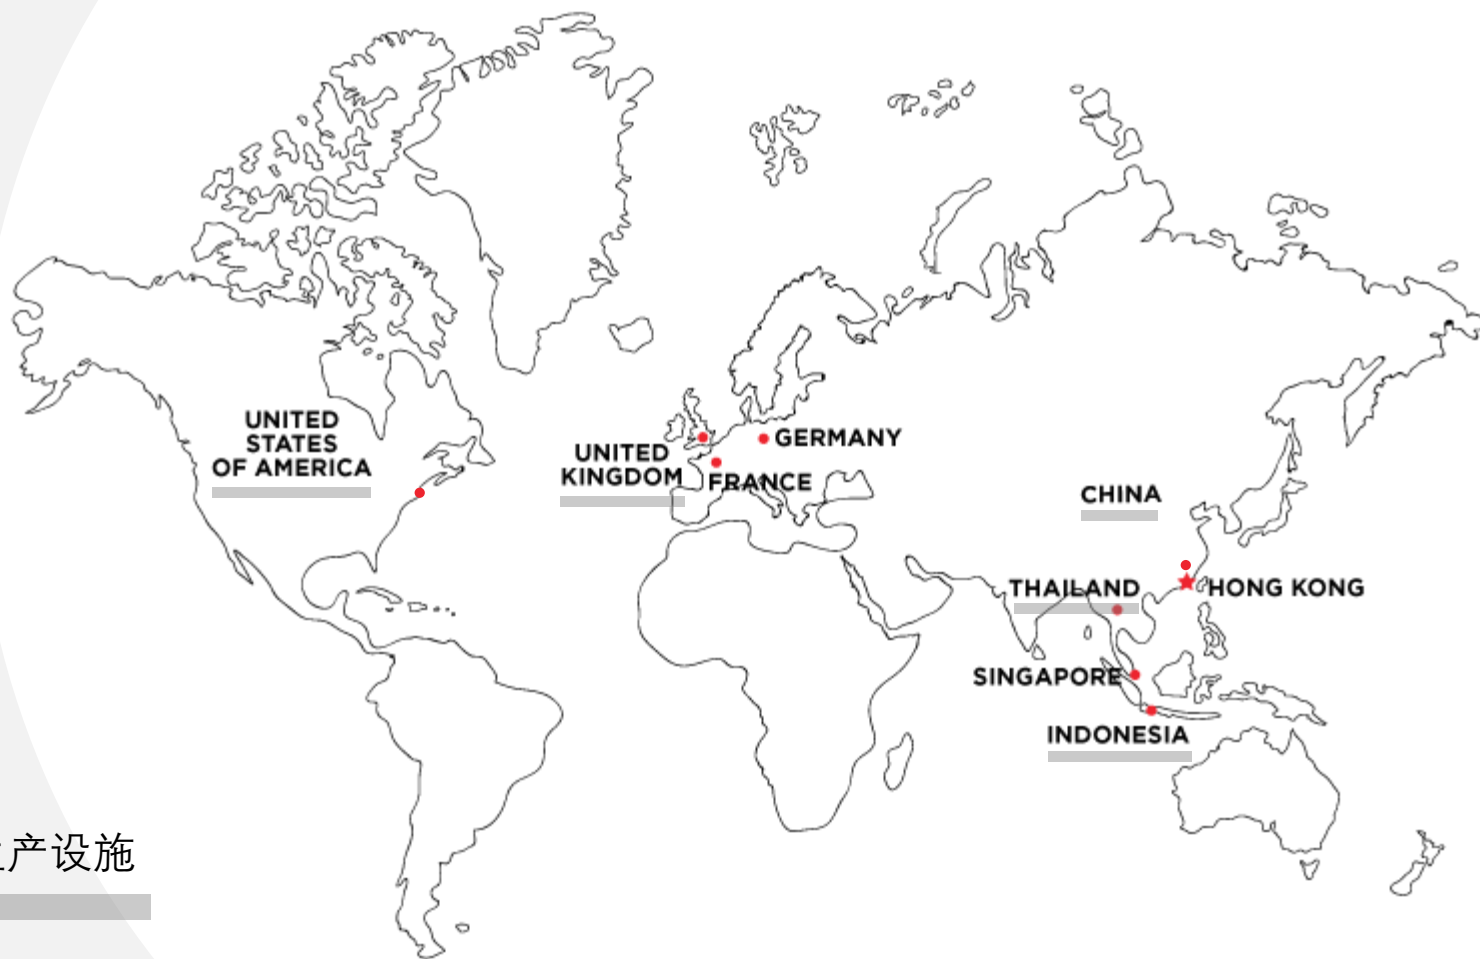 UNITED
STATES
OF AMERICA
UNITED
KINGDOM
GERMANY
FRANCE
CHINA
THAILAND
HONG KONG
SINGAPORE
INDONESIA
产设施